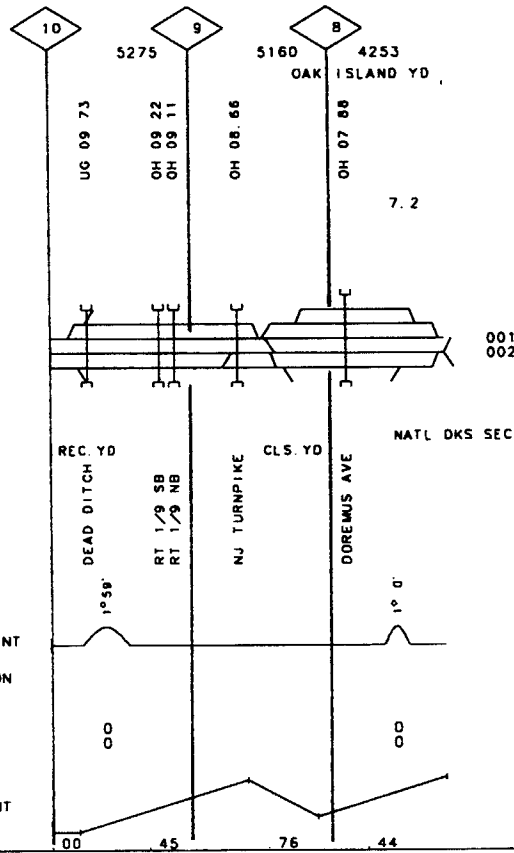 10
9
8
5275
5160
4253
OAK ISLAND YD
UG 09 73
OH 09 22
OH 09 11
OH 08.66
OH 07 88
7.2
001
002
REC. YD
CLS. YD
NATL DKS SEC
DEAD DITCH
RT 1/9 SB
RT 1/9 NB
NJ TURNPIKE
DOREMUS AVE
1° 59'
1° 0'
NT
ON
0
0
0
0
NT
00
45
76
44